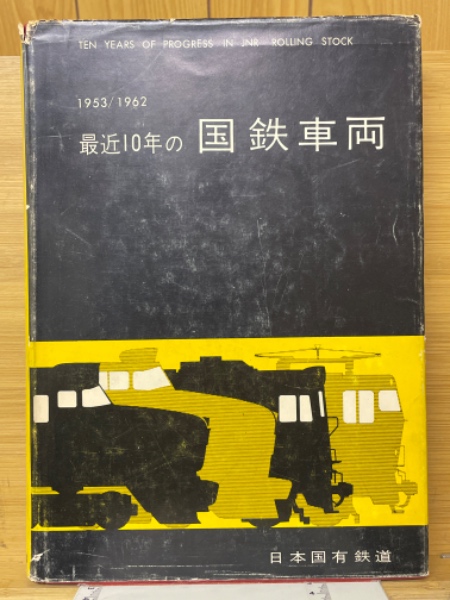 TEN YEARS OF PROGRESS IN JNR - ROLLING STOCK
1953/1962
最近10年の 国鉄車両
日本国有鉄道